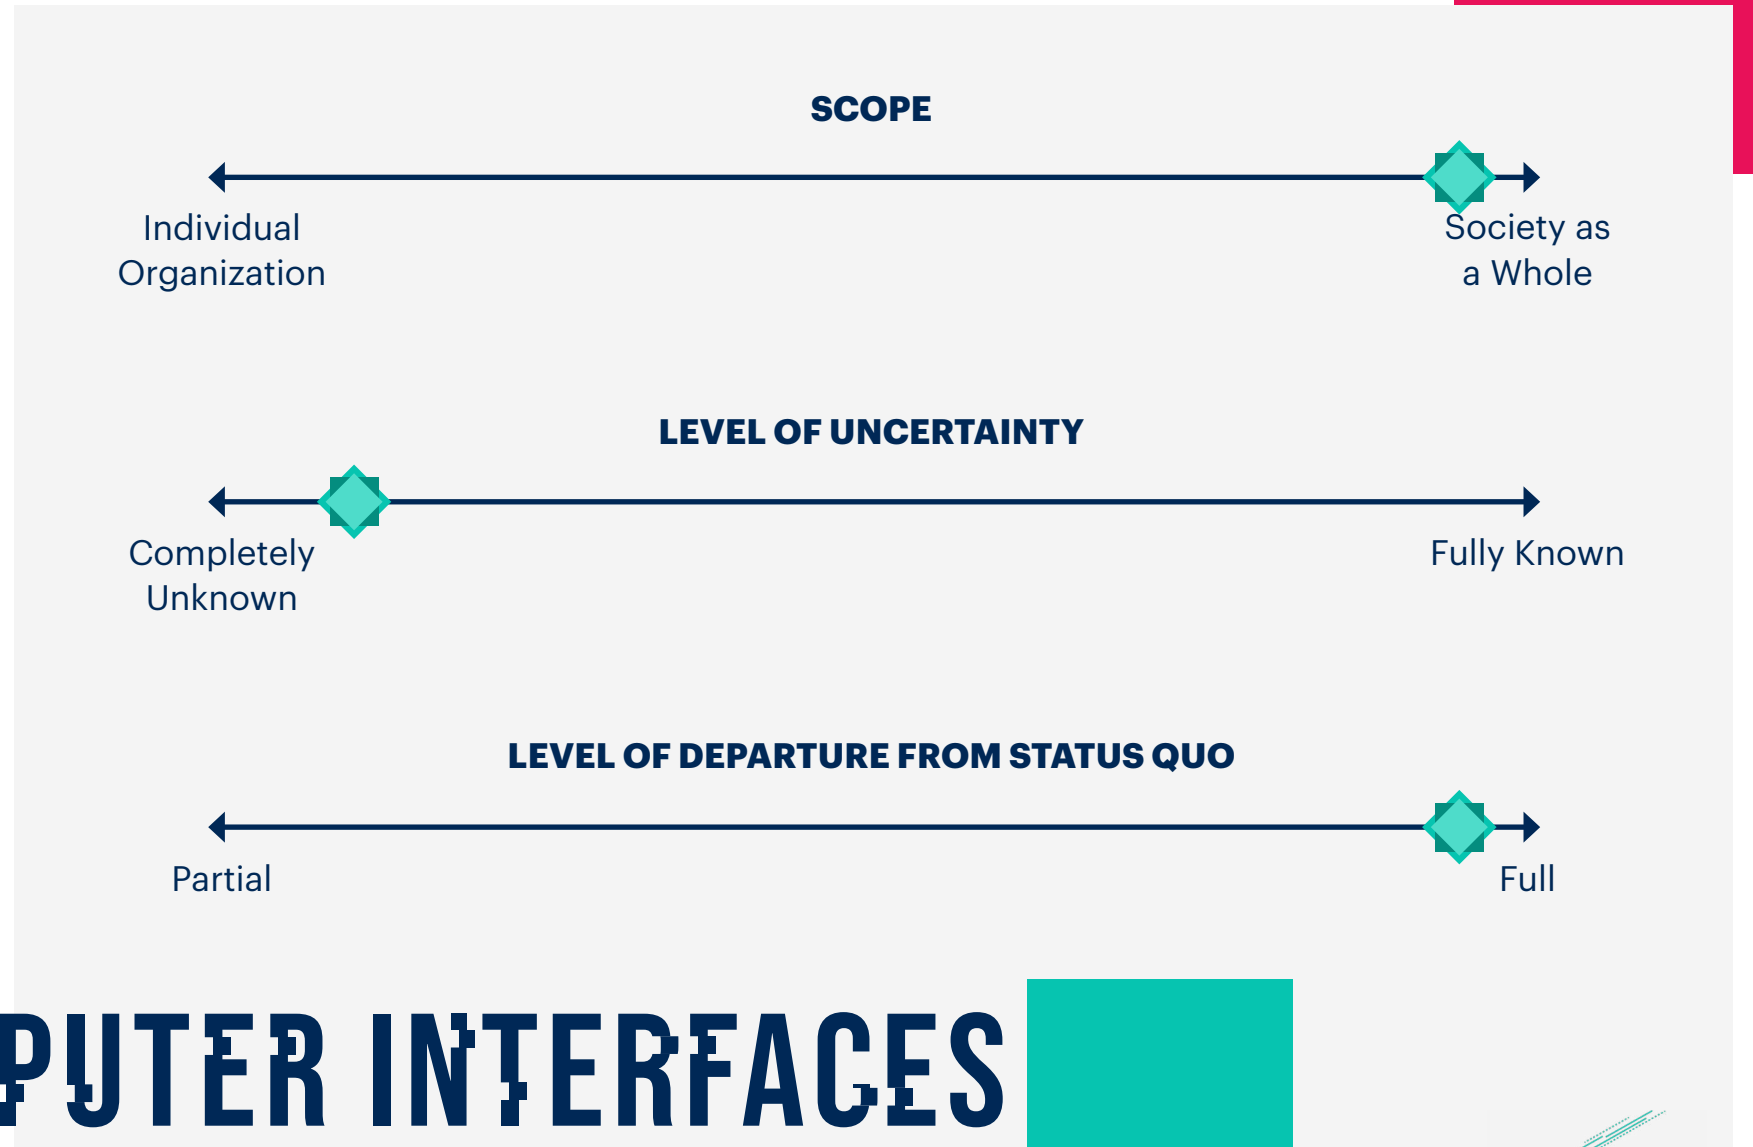 SCOPE
Individual
Organization
Society as
a Whole
LEVEL OF UNCERTAINTY
Completely
Unknown
Fully Known
LEVEL OF DEPARTURE FROM STATUS QUO
Partial
Full
PUTER INTERFACES